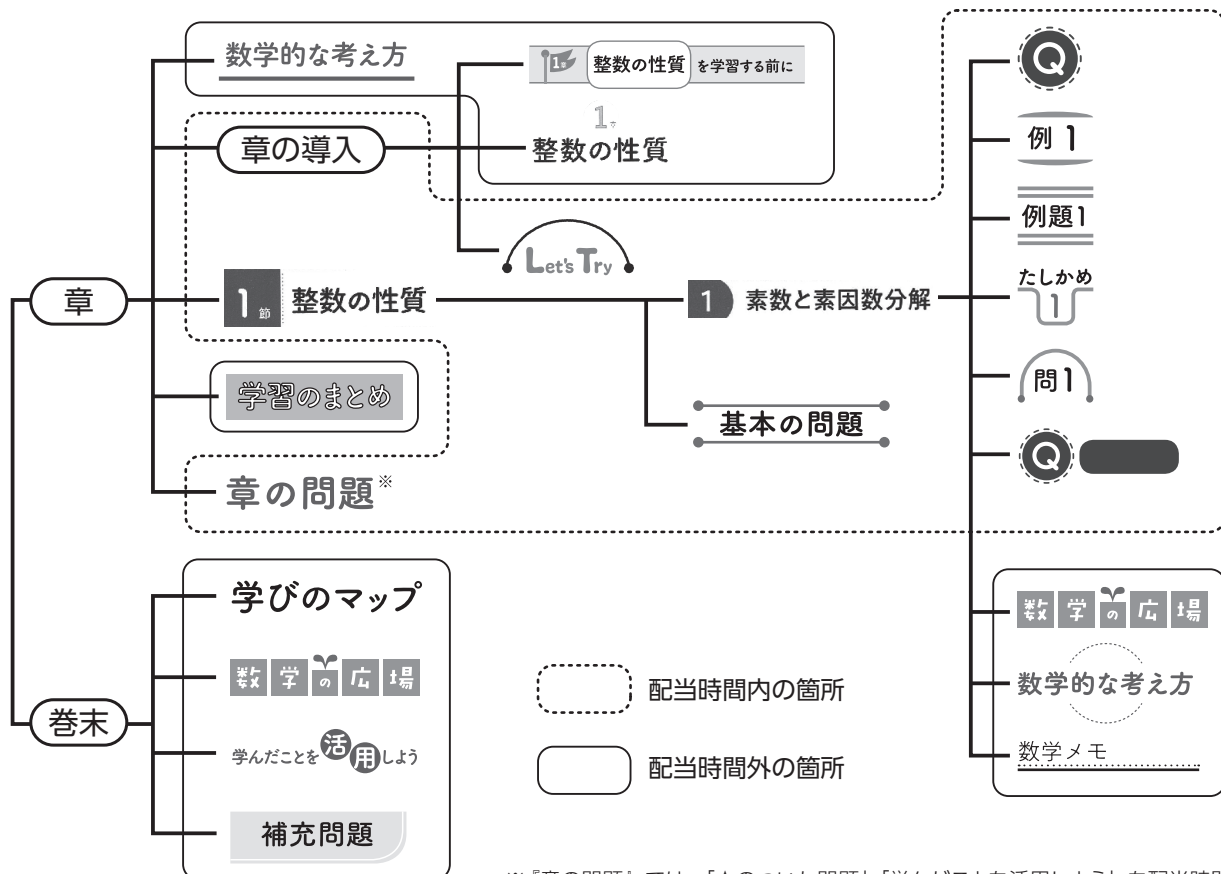 数学的な考え方
1章 整数の性質 を学習する前に
1章
整数の性質
章の導入
Let's Try
章
1節 整数の性質
1 素数と素因数分解
基本の問題
学習のまとめ
章の問題※
Q
例 1
例題1
たしかめ
1
問1
Q
数学の広場
数学的な考え方
数学メモ
巻末
学びのマップ
数学の広場
学んだことを活用しよう
補充問題
配当時間内の箇所
配当時間外の箇所